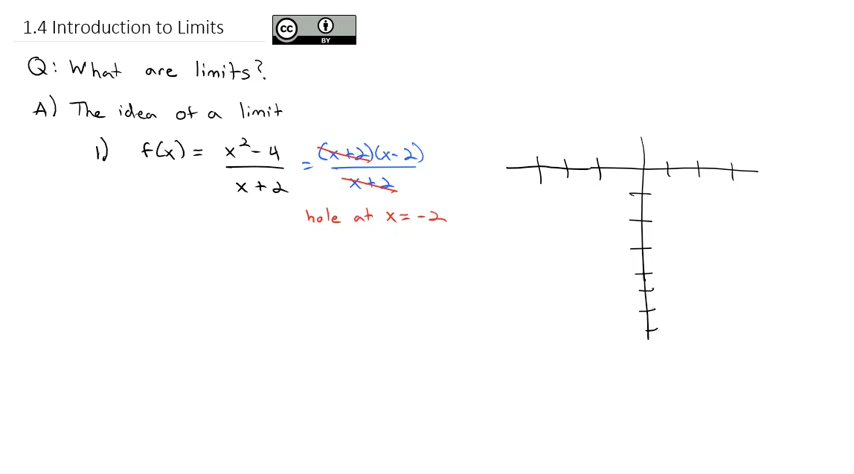 1.4 Introduction to Limits
cc BY
Q: What are limits?
A) The idea of a limit
1) f(x) = x² - 4 / x + 2 = (x+2)(x-2) / x+2
hole at x = -2